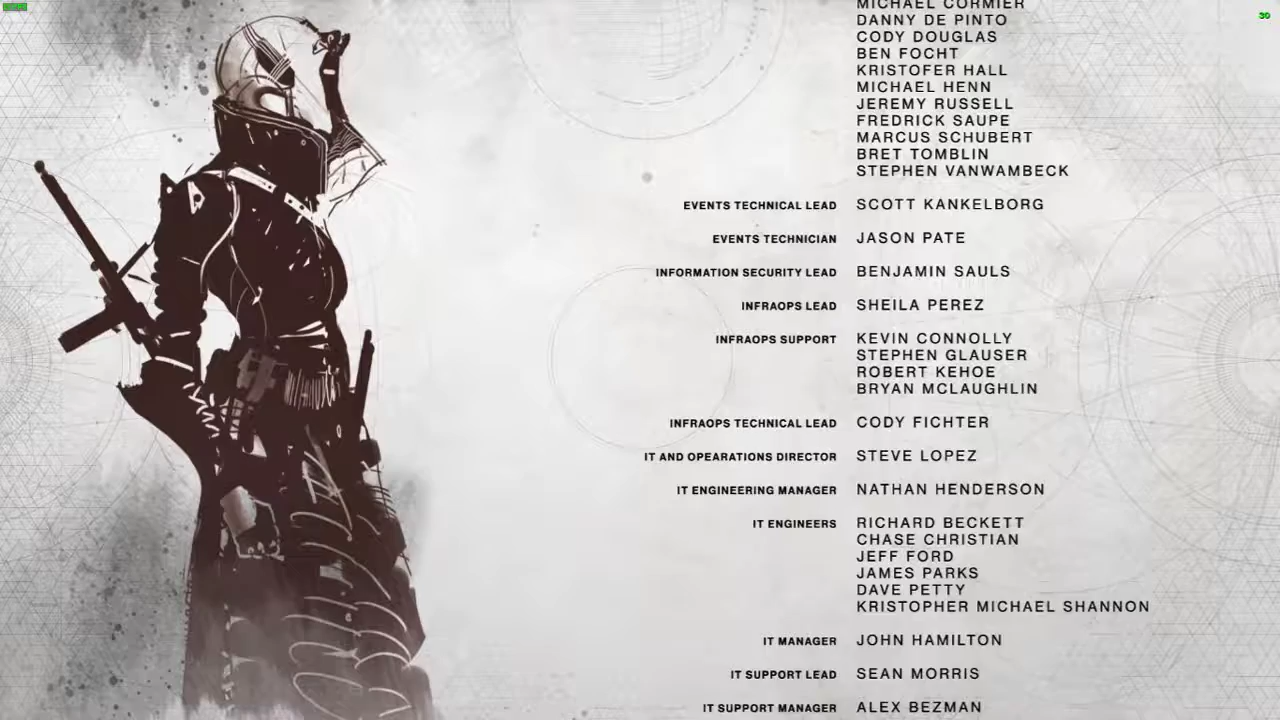 30
MICHAEL CORMIER
DANNY DE PINTO
CODY DOUGLAS
BEN FOCHT
KRISTOFER HALL
MICHAEL HENN
JEREMY RUSSELL
FREDRICK SAUPE
MARCUS SCHUBERT
BRET TOMBLIN
STEPHEN VANWAMBECK
EVENTS TECHNICAL LEAD SCOTT KANKELBORG
EVENTS TECHNICIAN JASON PATE
INFORMATION SECURITY LEAD BENJAMIN SAULS
INFRAOPS LEAD SHEILA PEREZ
INFRAOPS SUPPORT KEVIN CONNOLLY
STEPHEN GLAUSER
ROBERT KEHOE
BRYAN MCLAUGHLIN
INFRAOPS TECHNICAL LEAD CODY FICHTER
IT AND OPEARATIONS DIRECTOR STEVE LOPEZ
IT ENGINEERING MANAGER NATHAN HENDERSON
IT ENGINEERS RICHARD BECKETT
CHASE CHRISTIAN
JEFF FORD
JAMES PARKS
DAVE PETTY
KRISTOPHER MICHAEL SHANNON
IT MANAGER JOHN HAMILTON
IT SUPPORT LEAD SEAN MORRIS
IT SUPPORT MANAGER ALEX BEZMAN